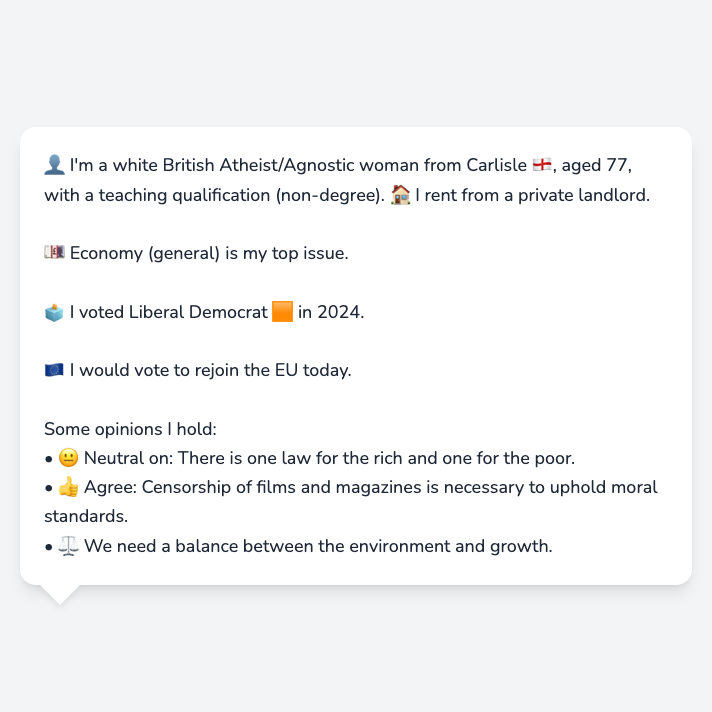 👤 I'm a white British Atheist/Agnostic woman from Carlisle 🏴󠁧󠁢󠁥󠁮󠁧󠁿, aged 77,
with a teaching qualification (non-degree). 🏠 I rent from a private landlord.
💷 Economy (general) is my top issue.
🗳️ I voted Liberal Democrat 🟧 in 2024.
🇪🇺 I would vote to rejoin the EU today.
Some opinions I hold:
• 😐 Neutral on: There is one law for the rich and one for the poor.
• 👍 Agree: Censorship of films and magazines is necessary to uphold moral
standards.
• ⚖️ We need a balance between the environment and growth.